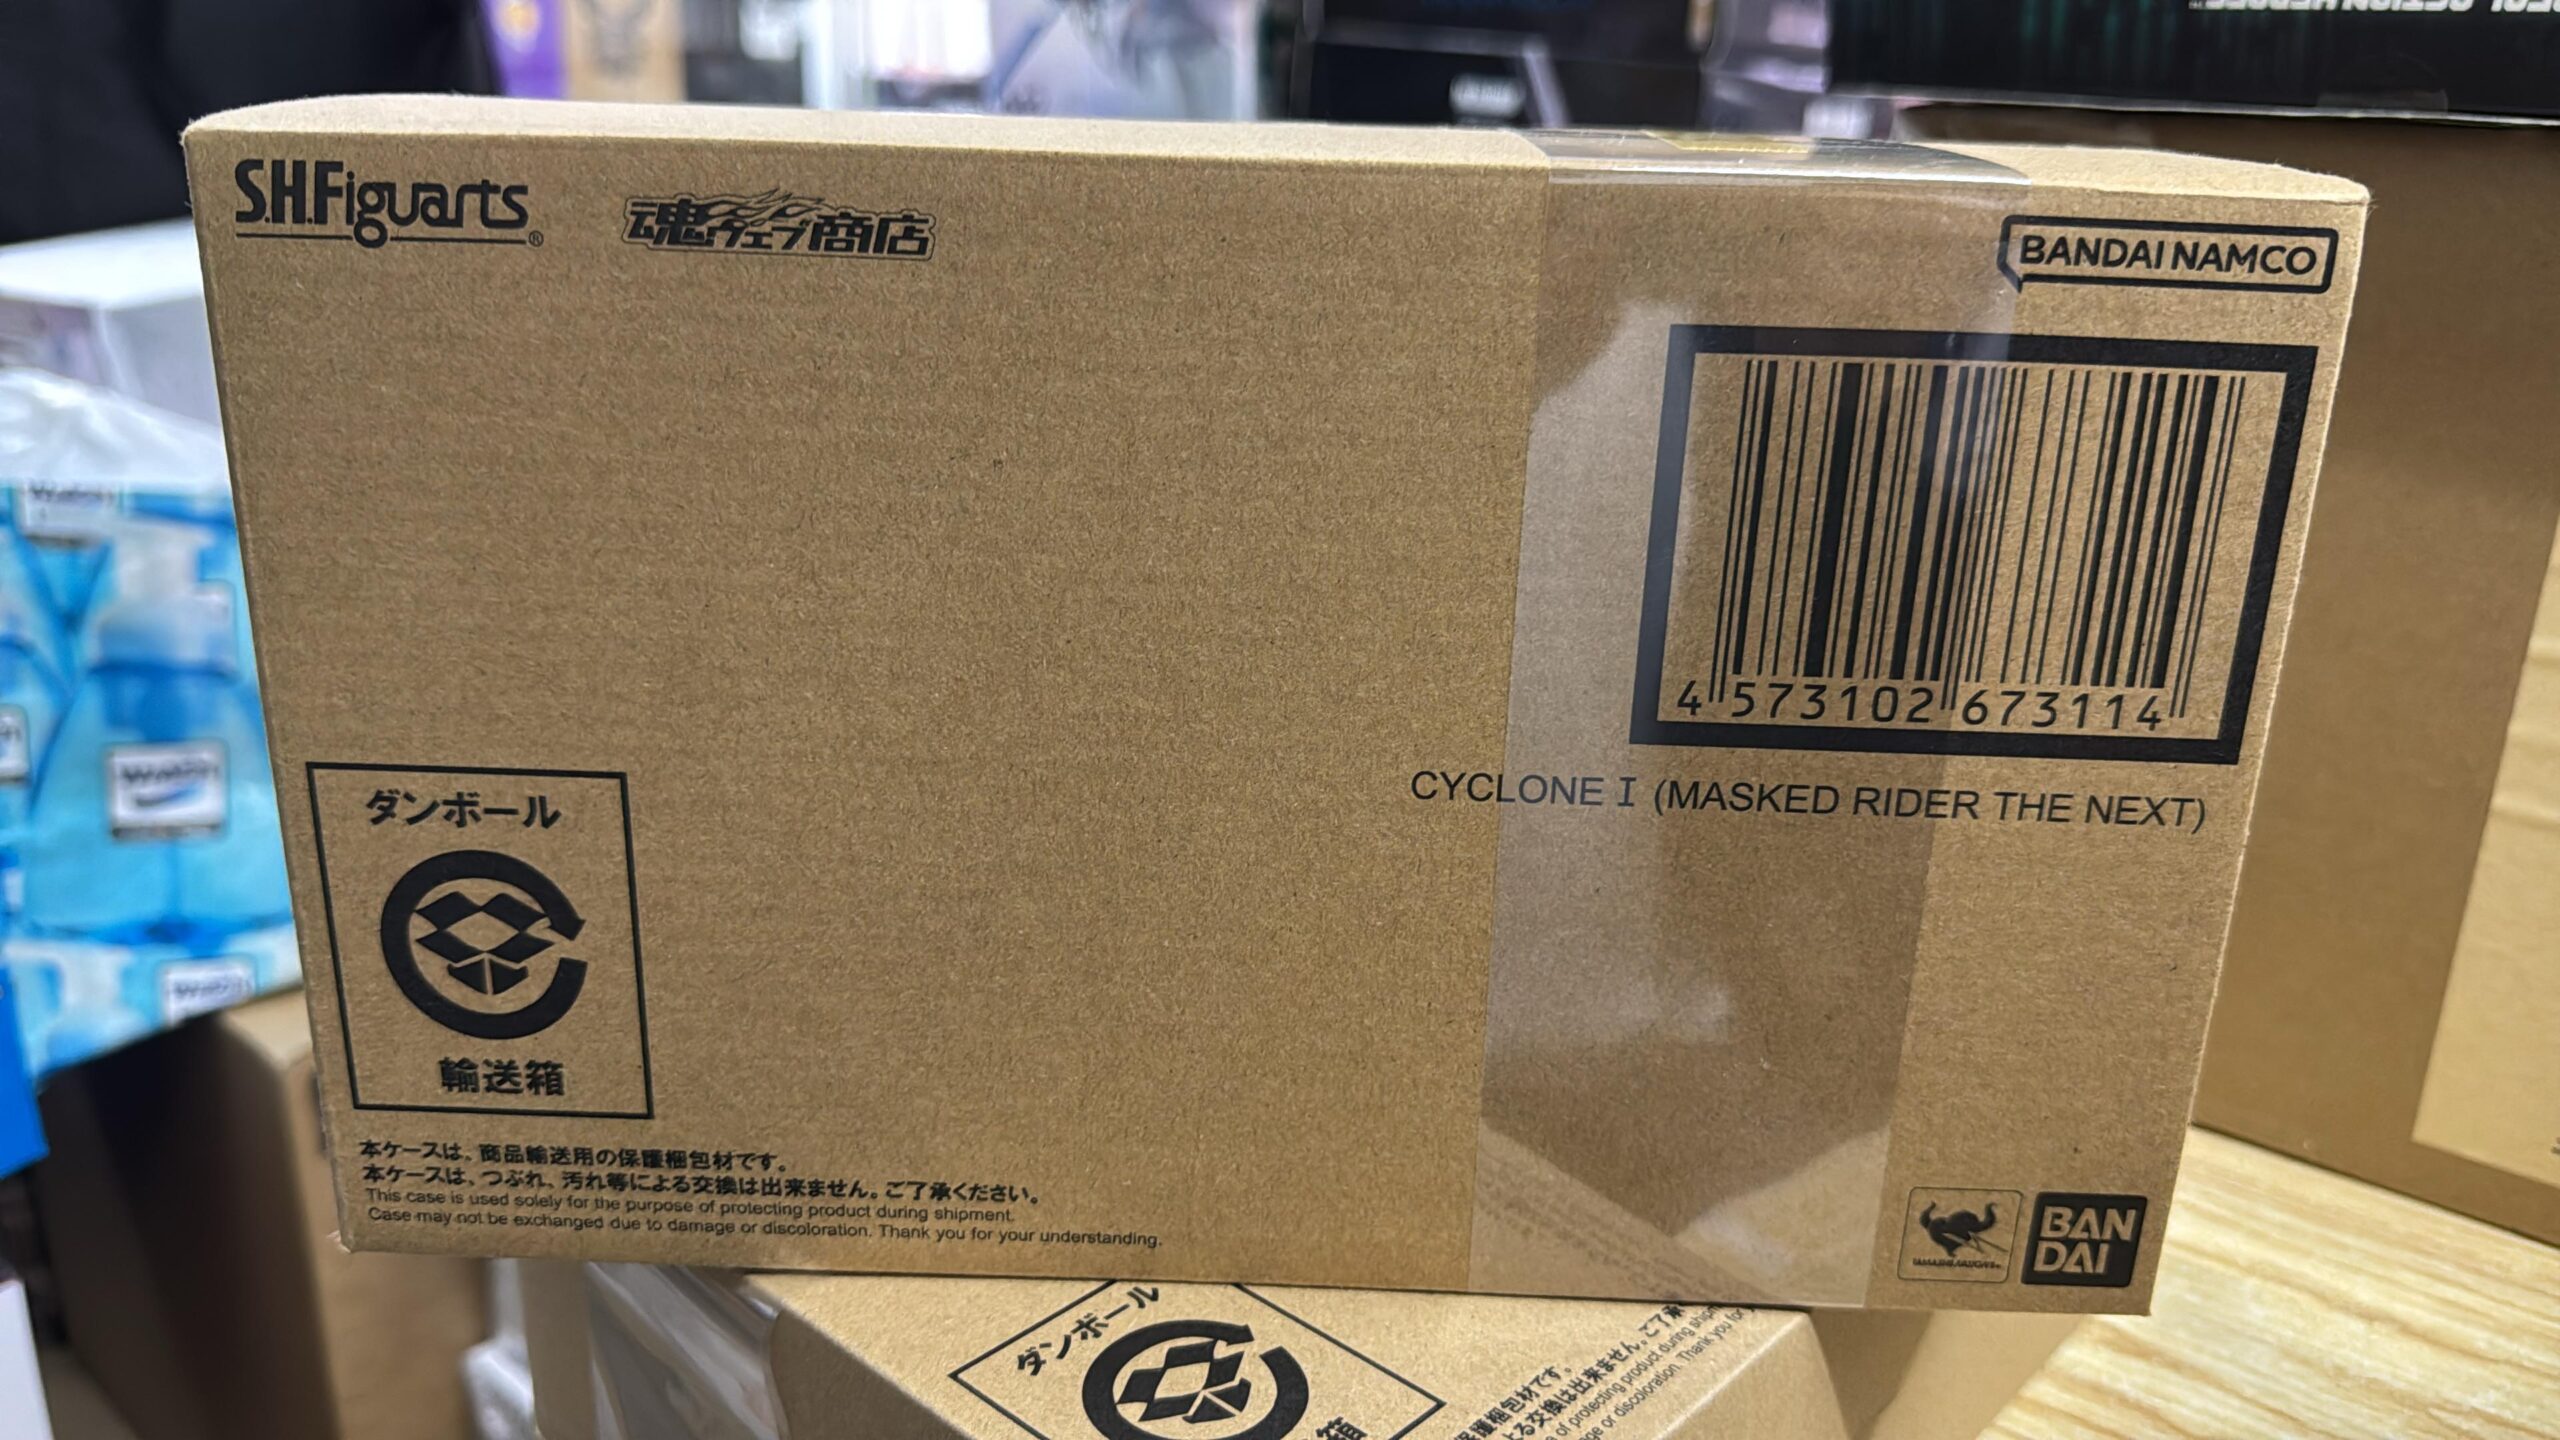 S.H.Figuarts®
魂ウェブ商店
BANDAI NAMCO
4 573102 673114
CYCLONE I (MASKED RIDER THE NEXT)
ダンボール
輸送箱
本ケースは、商品輸送用の保護梱包材です。
本ケースは、つぶれ、汚れ等による交換は出来ません。ご了承ください。
This case is used solely for the purpose of protecting product during shipment.
Case may not be exchanged due to damage or discoloration. Thank you for your understanding.
TAMASHII NATIONS
BAN
DAI
ダンボール